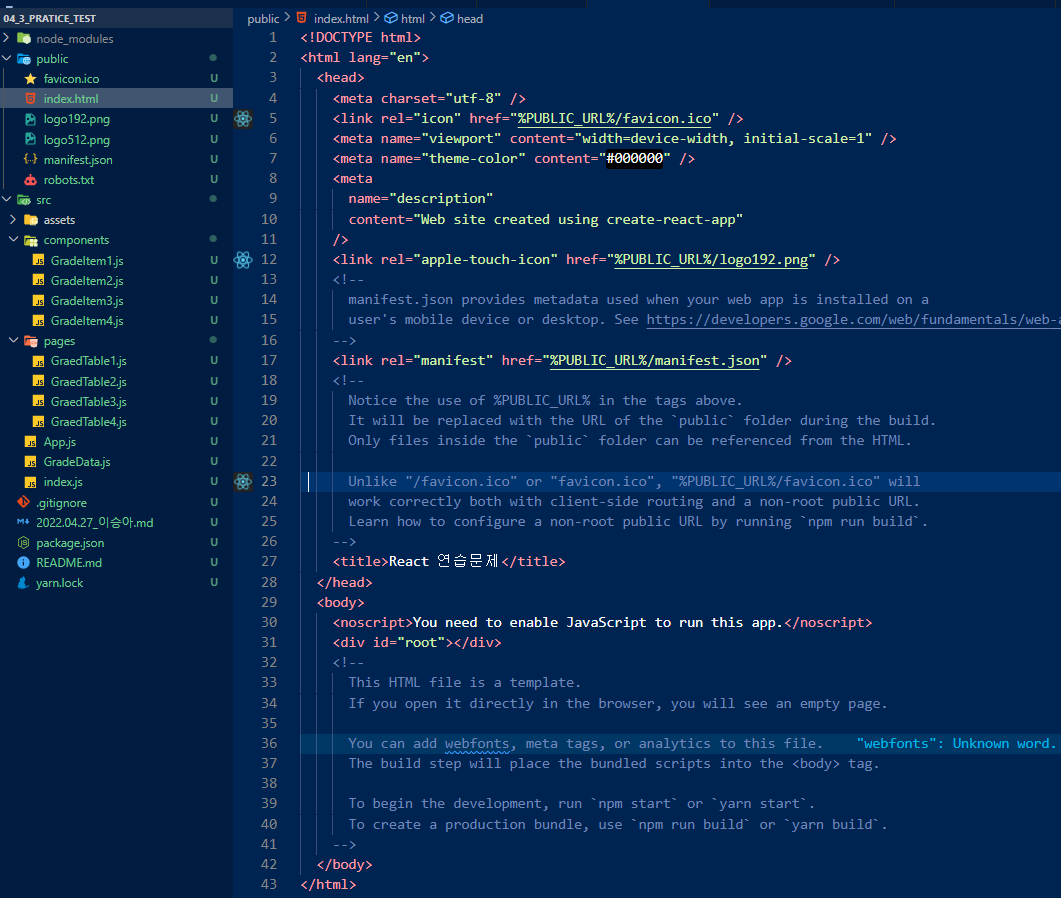 04_3_PRATICE_TEST
node_modules
public U
favicon.ico U
index.html U
logo192.png U
logo512.png U
manifest.json U
robots.txt U
src
assets
components
GradeItem1.js U
GradeItem2.js U
GradeItem3.js U
GradeItem4.js U
pages
GraedTable1.js U
GraedTable2.js U
GraedTable3.js U
GraedTable4.js U
App.js U
GradeData.js U
index.js U
.gitignore U
2022.04.27_이승아.md U
package.json U
README.md U
yarn.lock U
public > index.html > html > head
1 <!DOCTYPE html>
2 <html lang="en">
3 <head>
4 <meta charset="utf-8" />
5 <link rel="icon" href="%PUBLIC_URL%/favicon.ico" />
6 <meta name="viewport" content="width=device-width, initial-scale=1" />
7 <meta name="theme-color" content="#000000" />
8 <meta
9 name="description"
10 content="Web site created using create-react-app"
11 />
12 <link rel="apple-touch-icon" href="%PUBLIC_URL%/logo192.png" />
13 <!--
14 manifest.json provides metadata used when your web app is installed on a
15 user's mobile device or desktop. See https://developers.google.com/web/fundamentals/web-a
16 -->
17 <link rel="manifest" href="%PUBLIC_URL%/manifest.json" />
18 <!--
19 Notice the use of %PUBLIC_URL% in the tags above.
20 It will be replaced with the URL of the `public` folder during the build.
21 Only files inside the `public` folder can be referenced from the HTML.
22
23 Unlike "/favicon.ico" or "favicon.ico", "%PUBLIC_URL%/favicon.ico" will
24 work correctly both with client-side routing and a non-root public URL.
25 Learn how to configure a non-root public URL by running `npm run build`.
26 -->
27 <title>React 연습문제</title>
28 </head>
29 <body>
30 <noscript>You need to enable JavaScript to run this app.</noscript>
31 <div id="root"></div>
32 <!--
33 This HTML file is a template.
34 If you open it directly in the browser, you will see an empty page.
35
36 You can add webfonts, meta tags, or analytics to this file. "webfonts": Unknown word.
37 The build step will place the bundled scripts into the <body> tag.
38
39 To begin the development, run `npm start` or `yarn start`.
40 To create a production bundle, use `npm run build` or `yarn build`.
41 -->
42 </body>
43 </html>